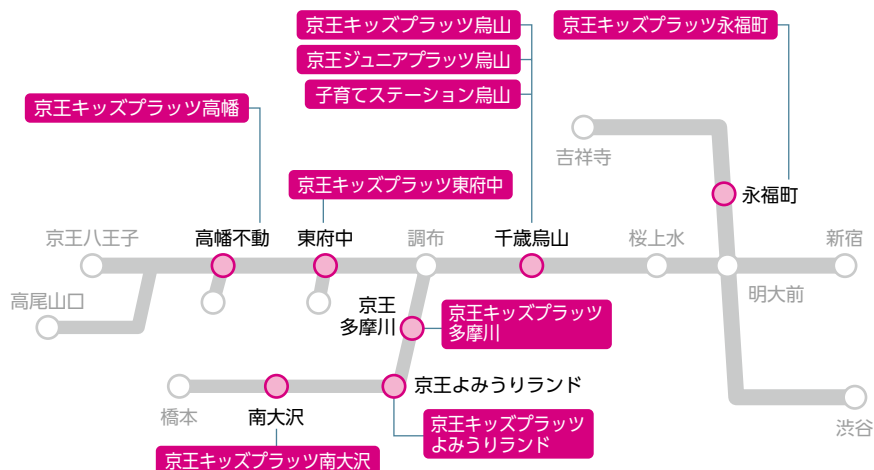 京王キッズプラッツ烏山
京王キッズプラッツ永福町
京王ジュニアプラッツ烏山
子育てステーション烏山
京王キッズプラッツ高幡
吉祥寺
京王キッズプラッツ東府中
永福町
京王八王子
高幡不動
東府中
調布
千歳烏山
桜上水
新宿
明大前
高尾山口
京王
多摩川
京王キッズプラッツ
多摩川
京王よみうりランド
橋本
南大沢
京王キッズプラッツ
よみうりランド
渋谷
京王キッズプラッツ南大沢